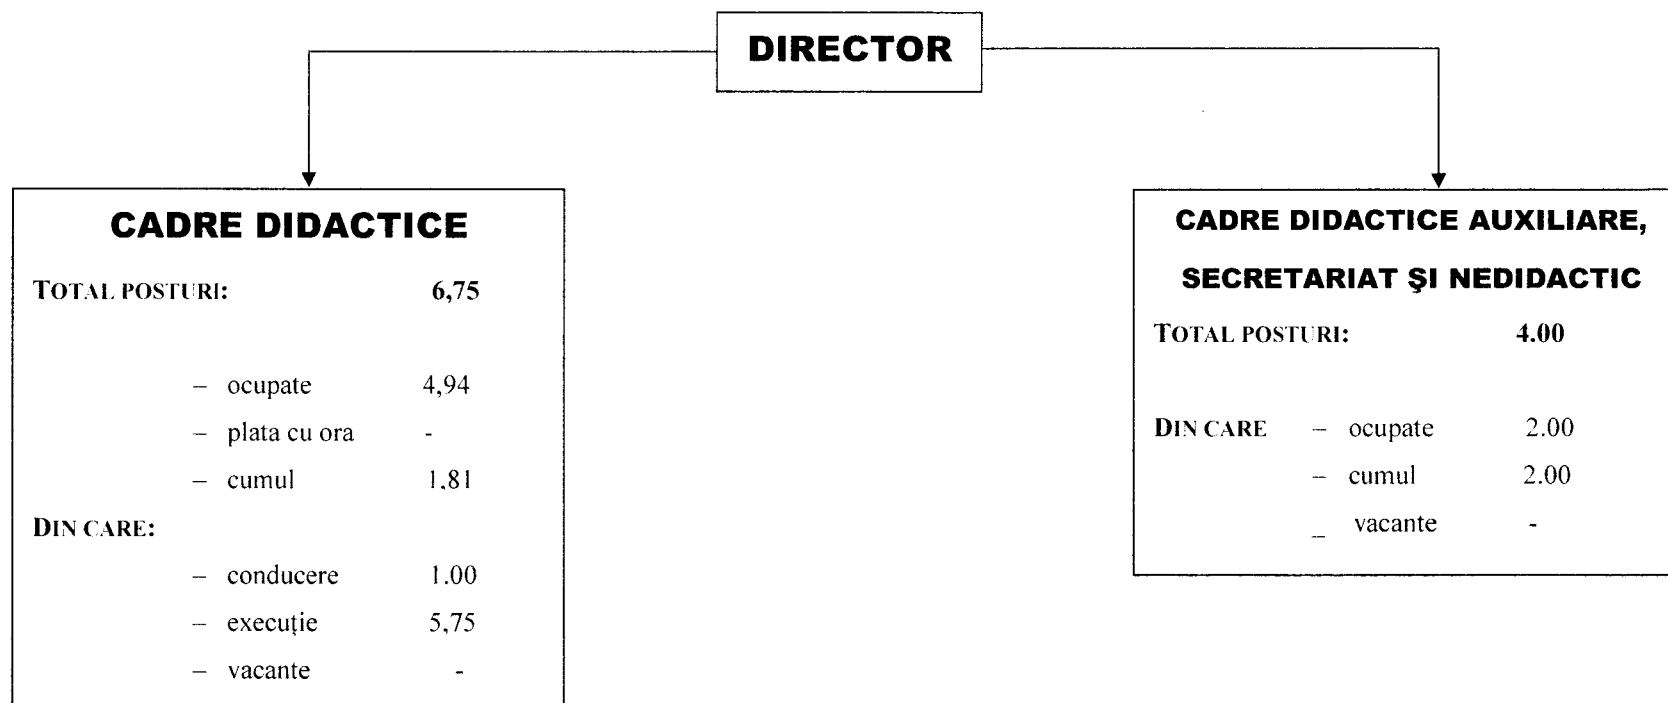 DIRECTOR
CADRE DIDACTICE
TOTAL POSTURI: 6,75
– ocupate 4,94
– plata cu ora -
– cumul 1,81
DIN CARE:
– conducere 1.00
– execuție 5,75
– vacante -
CADRE DIDACTICE AUXILIARE,
SECRETARIAT ŞI NEDIDACTIC
TOTAL POSTURI: 4.00
DIN CARE – ocupate 2.00
– cumul 2.00
– vacante -